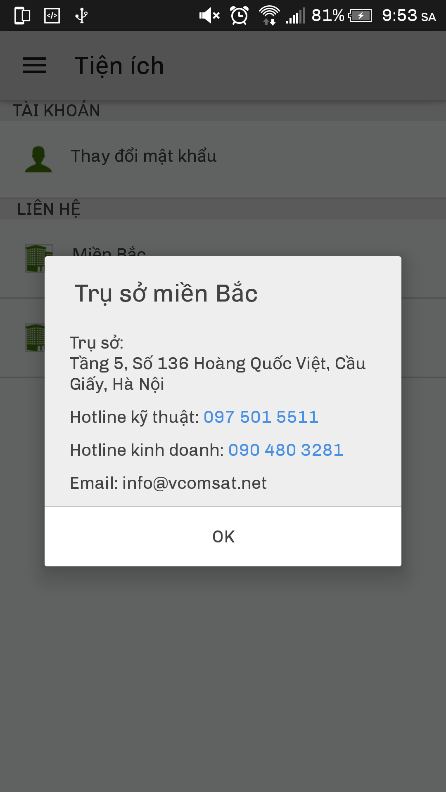 81% 9:53 SA
Tiện ích
TÀI KHOẢN
Thay đổi mật khẩu
LIÊN HỆ
Miền Bắc
Trụ sở miền Bắc
Trụ sở:
Tầng 5, Số 136 Hoàng Quốc Việt, Cầu
Giấy, Hà Nội
Hotline kỹ thuật: 097 501 5511
Hotline kinh doanh: 090 480 3281
Email: info@vcomsat.net
OK